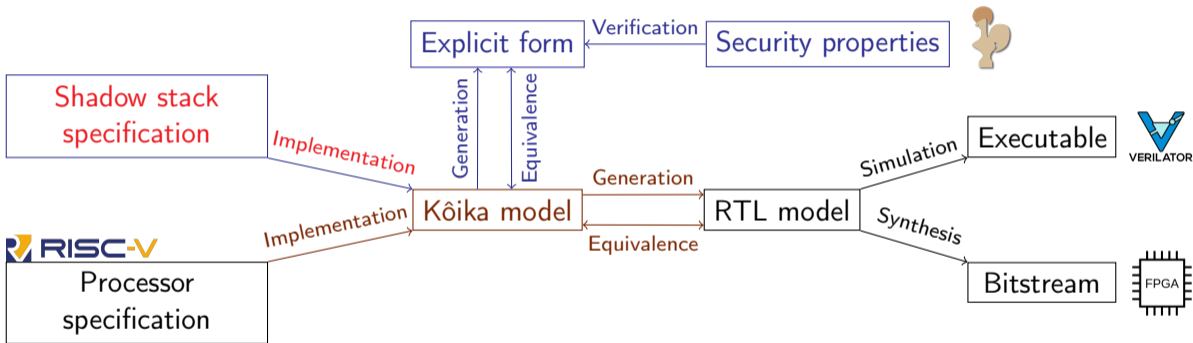 Explicit form
Verification
Security properties
Shadow stack
specification
Implementation
Generation
Equivalence
Kôika model
Implementation
RISC-V
Processor
specification
Generation
Equivalence
RTL model
Simulation
Executable
VERILATOR
Synthesis
Bitstream
FPGA